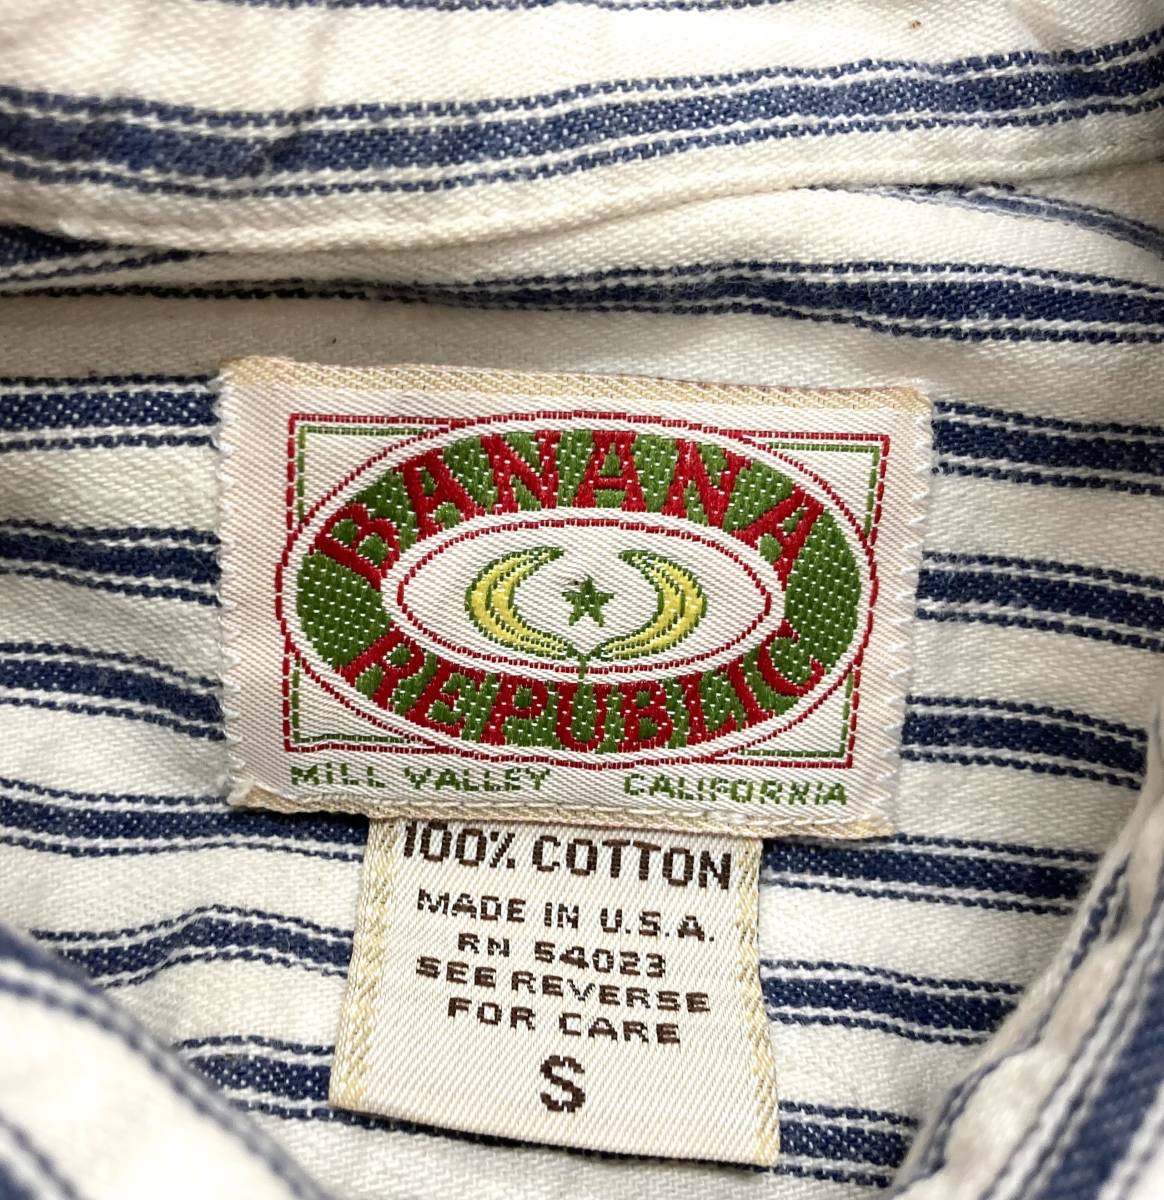 BANANA
REPUBLIC
MILL VALLEY CALIFORNIA
100% COTTON
MADE IN U.S.A.
RN 54023
SEE REVERSE
FOR CARE
S